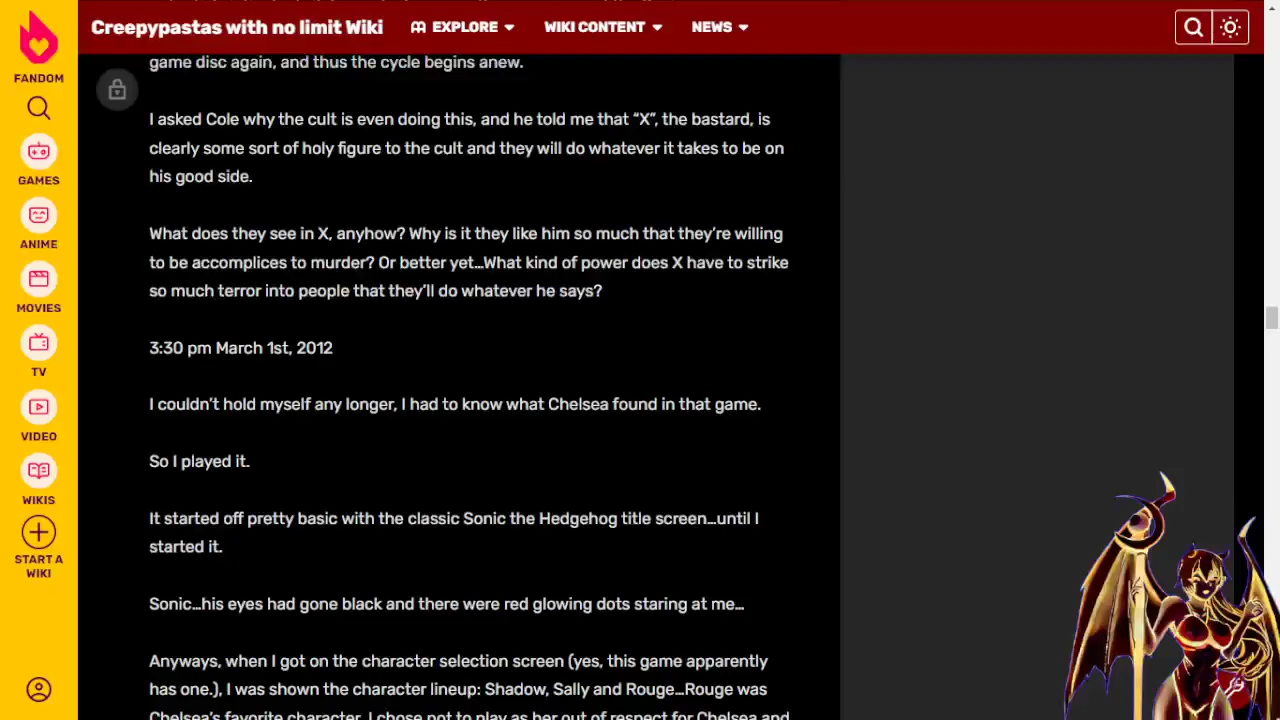 Creepypastas with no limit Wiki
EXPLORE
WIKI CONTENT
NEWS
FANDOM
GAMES
ANIME
MOVIES
TV
VIDEO
WIKIS
START A
WIKI
game disc again, and thus the cycle begins anew.
I asked Cole why the cult is even doing this, and he told me that “X”, the bastard, is
clearly some sort of holy figure to the cult and they will do whatever it takes to be on
his good side.
What does they see in X, anyhow? Why is it they like him so much that they’re willing
to be accomplices to murder? Or better yet…What kind of power does X have to strike
so much terror into people that they’ll do whatever he says?
3:30 pm March 1st, 2012
I couldn’t hold myself any longer, I had to know what Chelsea found in that game.
So I played it.
It started off pretty basic with the classic Sonic the Hedgehog title screen…until I
started it.
Sonic…his eyes had gone black and there were red glowing dots staring at me…
Anyways, when I got on the character selection screen (yes, this game apparently
has one.), I was shown the character lineup: Shadow, Sally and Rouge…Rouge was
Chelsea’s favorite character, I chose not to play as her out of respect for Chelsea and